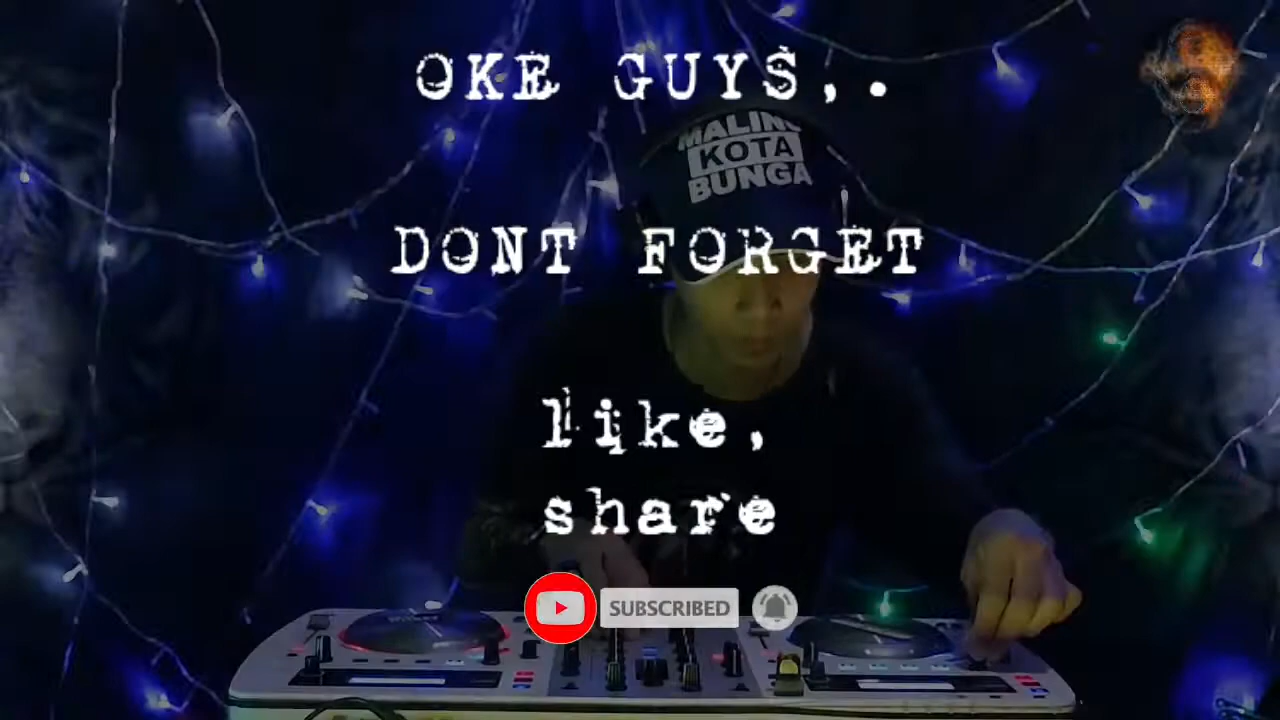 OKE GUYS,.
MALING
KOTA
BUNGA
DONT FORGET
like,
share
SUBSCRIBED